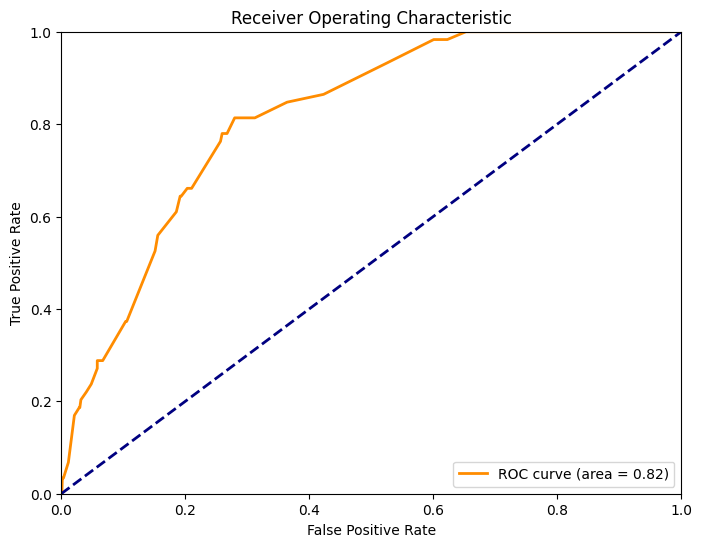 Receiver Operating Characteristic
1.0
0.8
0.6
0.4
0.2
0.0
True Positive Rate
ROC curve (area = 0.82)
0.0 0.2 0.4 0.6 0.8 1.0
False Positive Rate